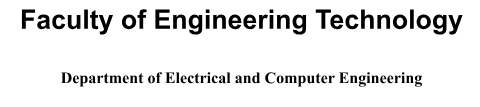 Faculty of Engineering Technology
Department of Electrical and Computer Engineering